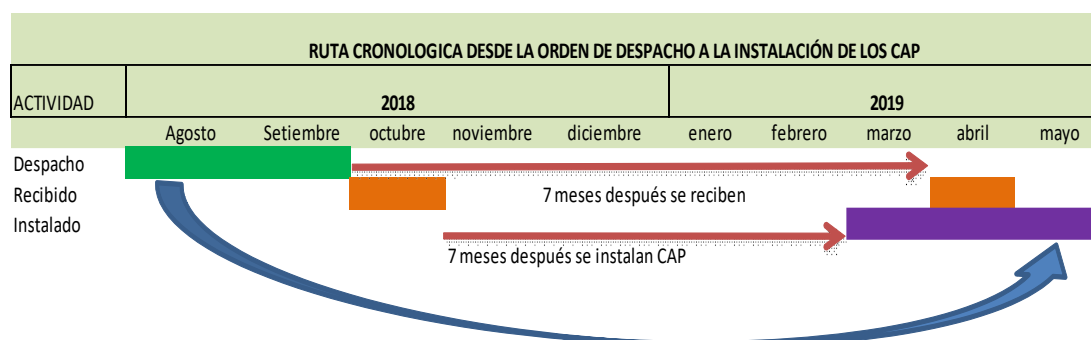 RUTA CRONOLOGICA DESDE LA ORDEN DE DESPACHO A LA INSTALACIÓN DE LOS CAP
ACTIVIDAD 2018 2019
Agosto Setiembre octubre noviembre diciembre enero febrero marzo abril mayo
Despacho
Recibido 7 meses después se reciben
Instalado
7 meses después se instalan CAP